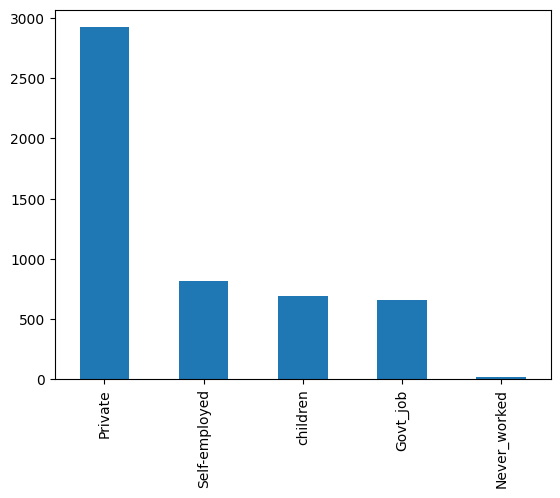 3000
2500
2000
1500
1000
500
0
Private
Self-employed
children
Govt_job
Never_worked